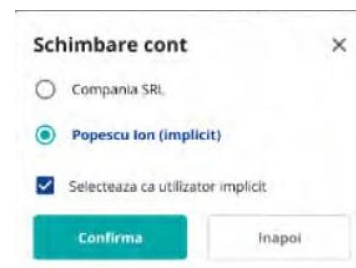 Schimbare cont
Compania SRL
Popescu Ion (implicit)
Selecteaza ca utilizator implicit
Confirma
Inapoi